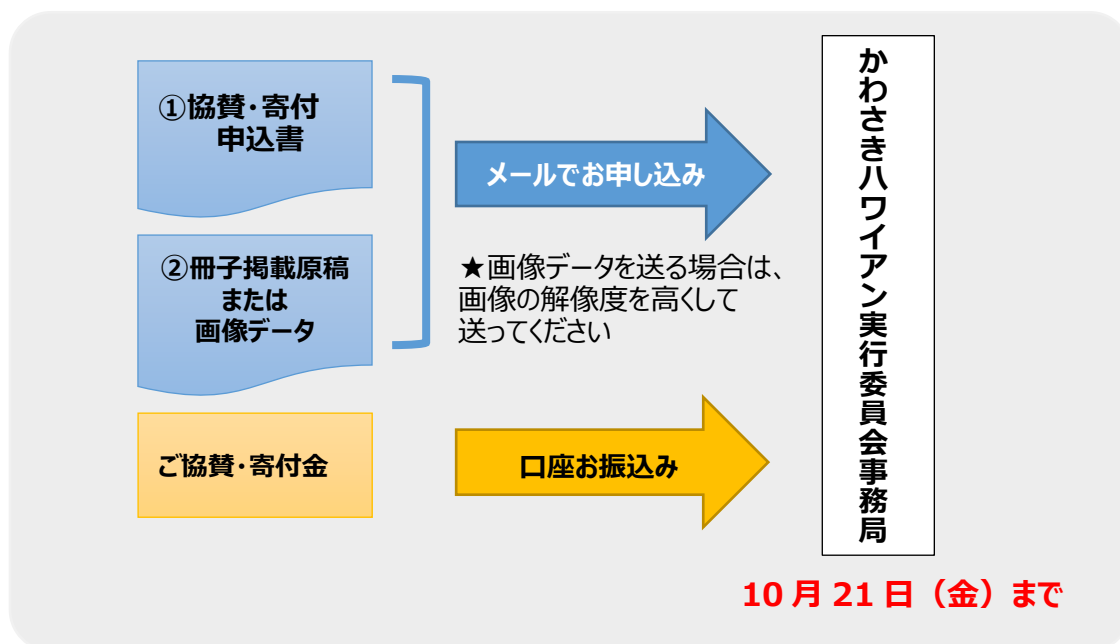 ①協賛・寄付
申込書
②冊子掲載原稿
または
画像データ
メールでお申し込み
★画像データを送る場合は、
画像の解像度を高くして
送ってください
ご協賛・寄付金
口座お振込み
かわさきハワイアン実行委員会事務局
10 月 21 日（金）まで